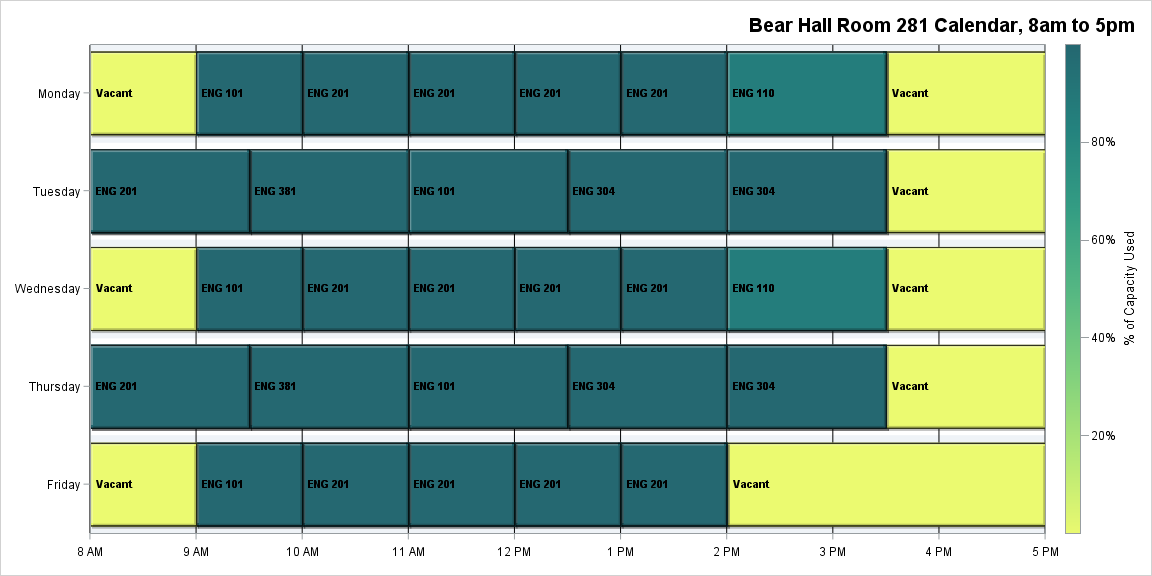 Bear Hall Room 281 Calendar, 8am to 5pm
Monday
Vacant
ENG 101
ENG 201
ENG 201
ENG 201
ENG 201
ENG 110
Vacant
Tuesday
ENG 201
ENG 381
ENG 101
ENG 304
ENG 304
Vacant
Wednesday
Vacant
ENG 101
ENG 201
ENG 201
ENG 201
ENG 201
ENG 110
Vacant
Thursday
ENG 201
ENG 381
ENG 101
ENG 304
ENG 304
Vacant
Friday
Vacant
ENG 101
ENG 201
ENG 201
ENG 201
ENG 201
Vacant
8 AM
9 AM
10 AM
11 AM
12 PM
1 PM
2 PM
3 PM
4 PM
5 PM
80%
60%
40%
20%
% of Capacity Used